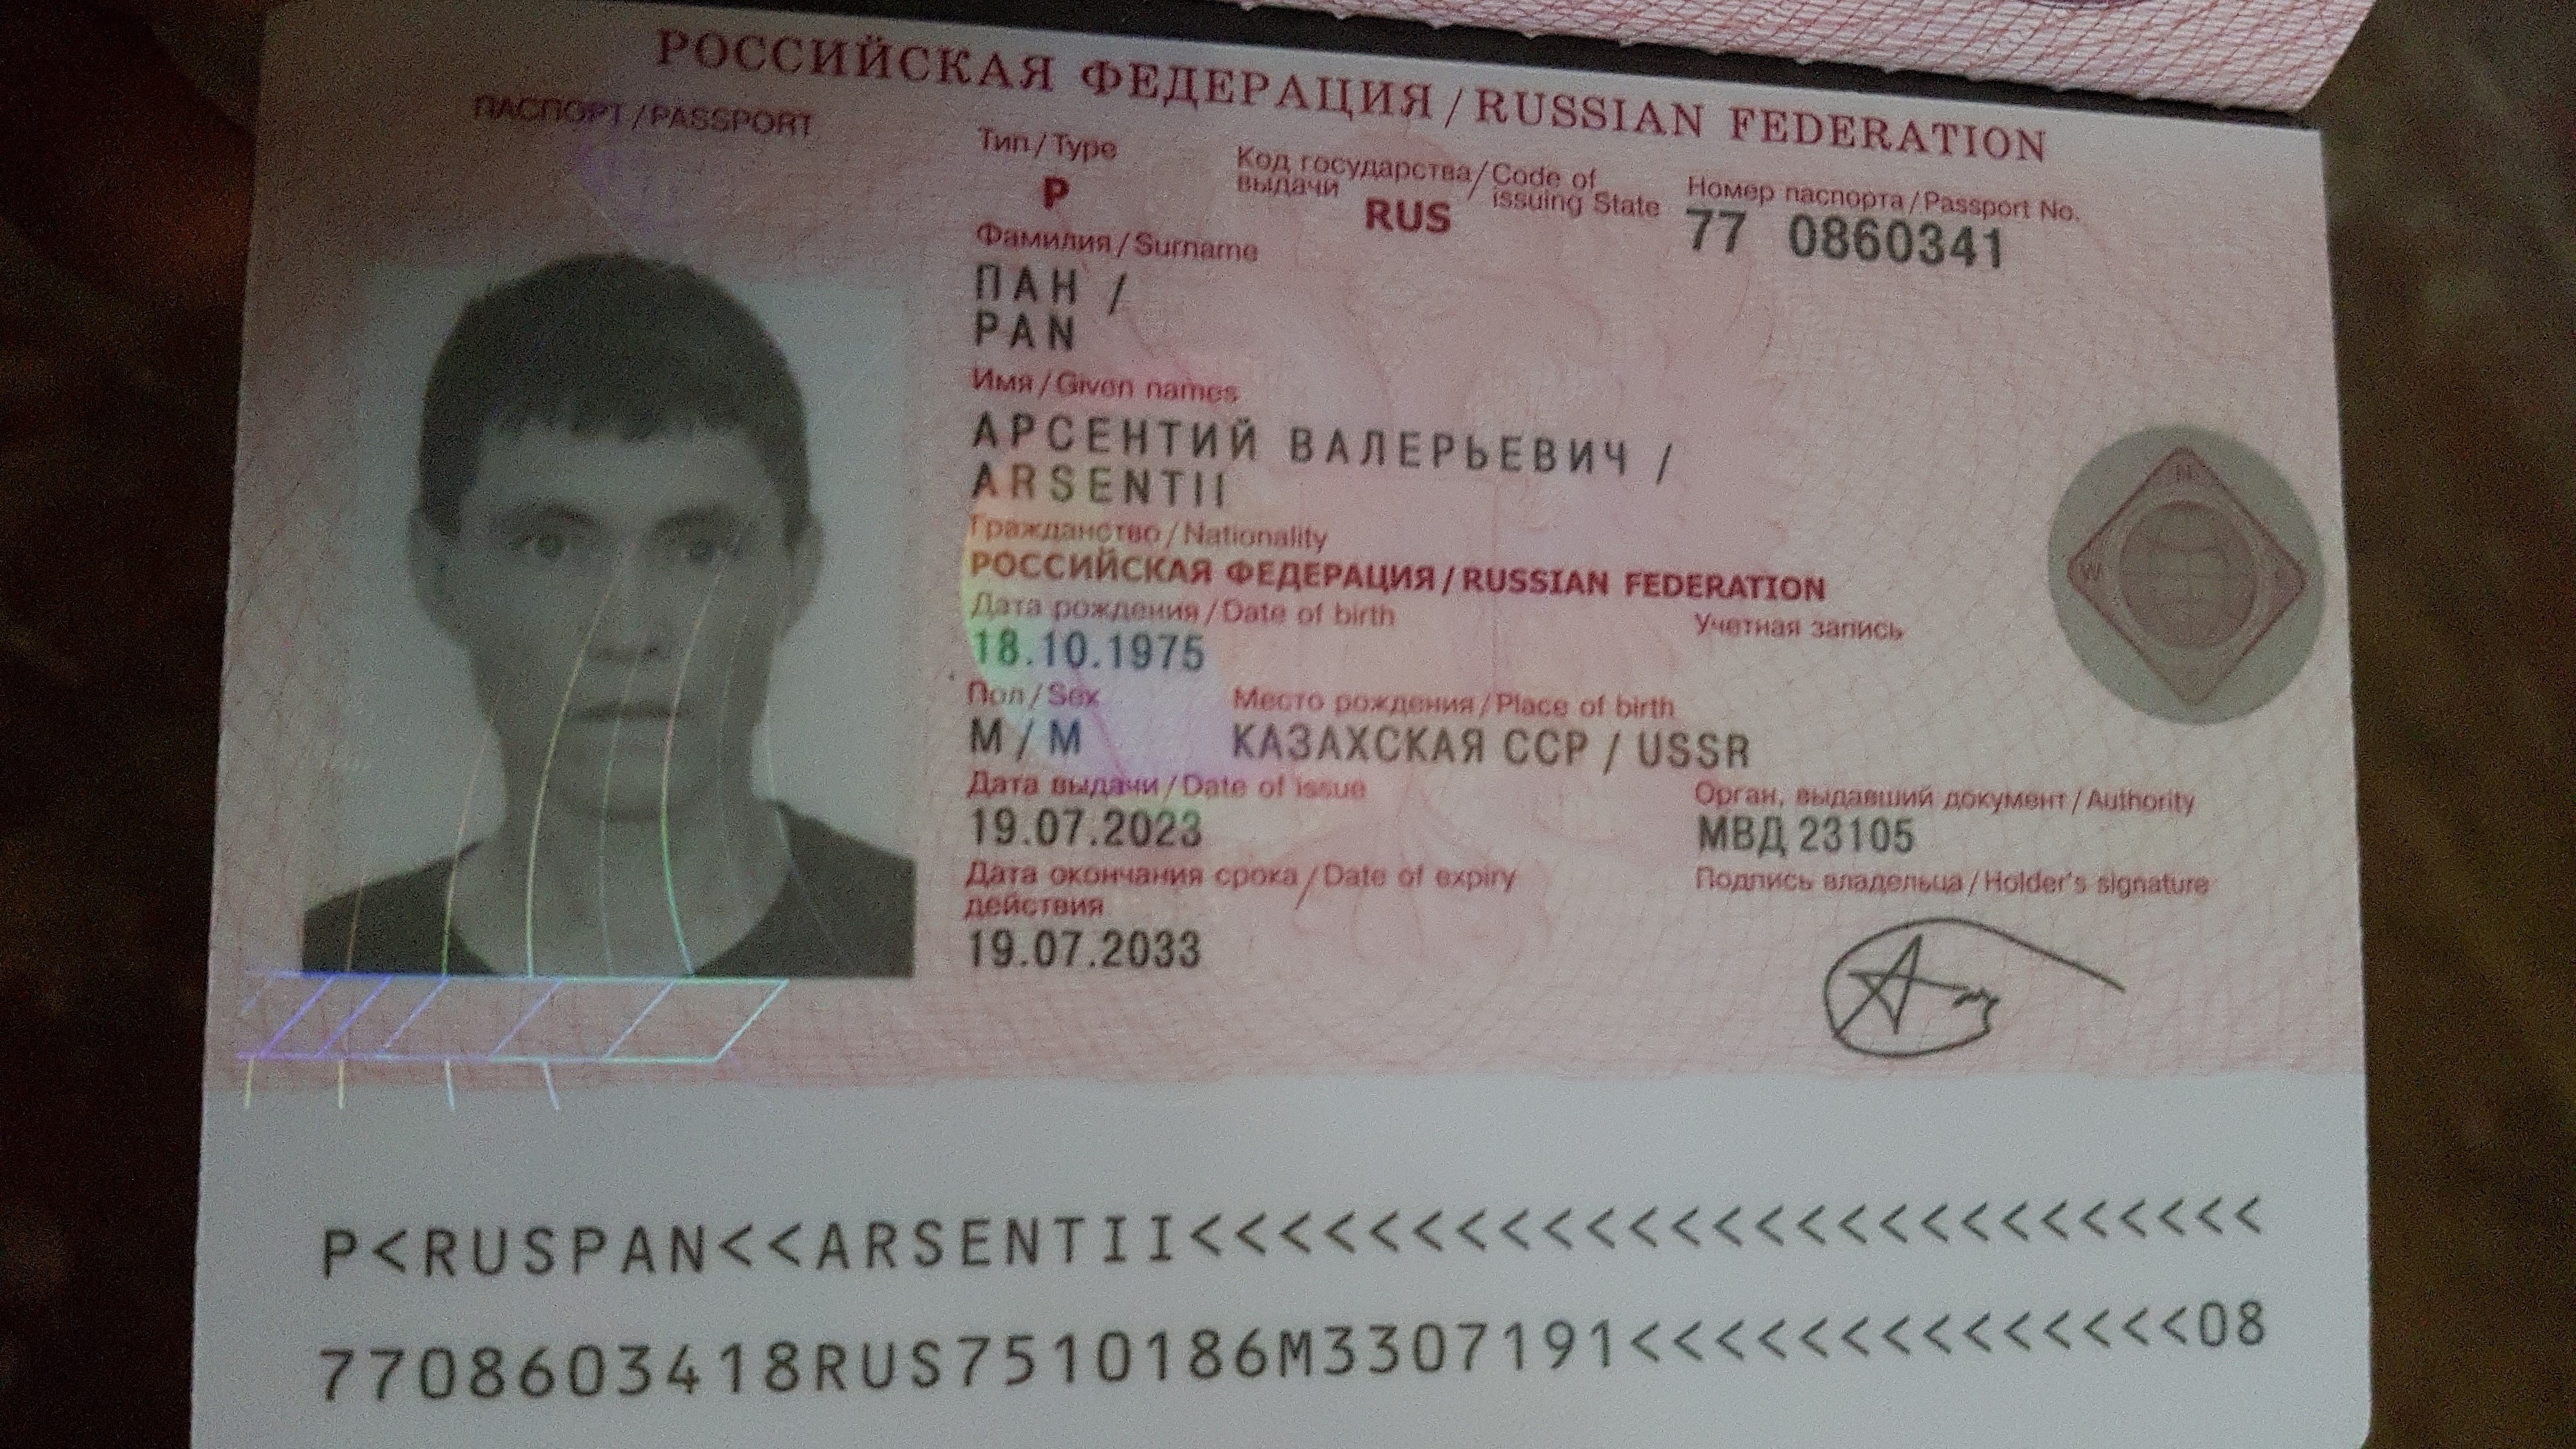 РОССИЙСКАЯ ФЕДЕРАЦИЯ / RUSSIAN FEDERATION
ПАСПОРТ / PASSPORT
Тип / Type
P
Код государства / Code of
выдачи issuing State
RUS
Номер паспорта / Passport No.
77 0860341
Фамилия / Surname
ПАН /
PAN
Имя / Given names
АРСЕНТИЙ ВАЛЕРЬЕВИЧ /
ARSENTII
Гражданство / Nationality
РОССИЙСКАЯ ФЕДЕРАЦИЯ / RUSSIAN FEDERATION
Дата рождения / Date of birth
18.10.1975
Учетная запись
Пол / Sex
М / M
Место рождения / Place of birth
КАЗАХСКАЯ ССР / USSR
Дата выдачи / Date of issue
19.07.2023
Орган, выдавший документ / Authority
МВД 23105
Дата окончания срока / Date of expiry
действия
19.07.2033
Подпись владельца / Holder's signature
P<RUSPAN<<ARSENTII<<<<<<<<<<<<<<<<<<<<<<<<<<
7708603418RUS7510186M3307191<<<<<<<<<<<<<<08